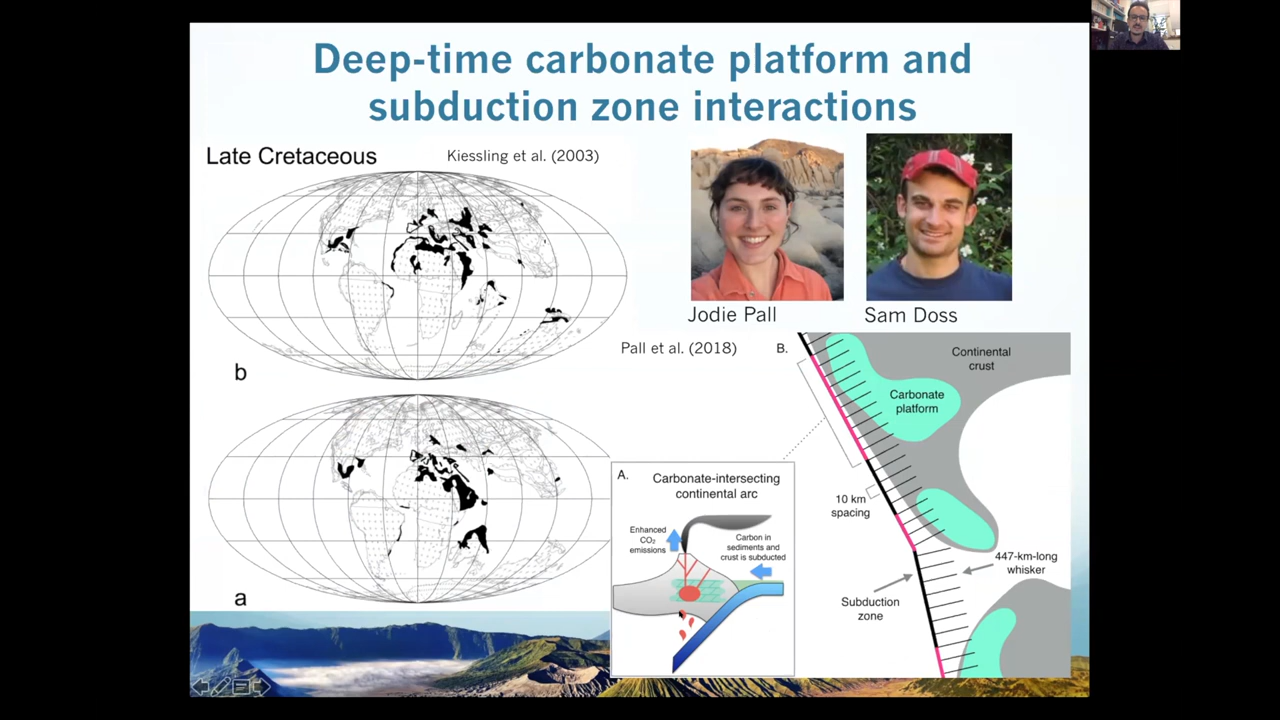 Deep-time carbonate platform and
subduction zone interactions
Late Cretaceous
Kiessling et al. (2003)
b
a
Jodie Pall
Sam Doss
Pall et al. (2018)
B.
Continental
crust
Carbonate
platform
10 km
spacing
447-km-long
whisker
Subduction
zone
A.
Carbonate-intersecting
continental arc
Enhanced
CO₂
emissions
Carbon in
sediments and
crust is subducted